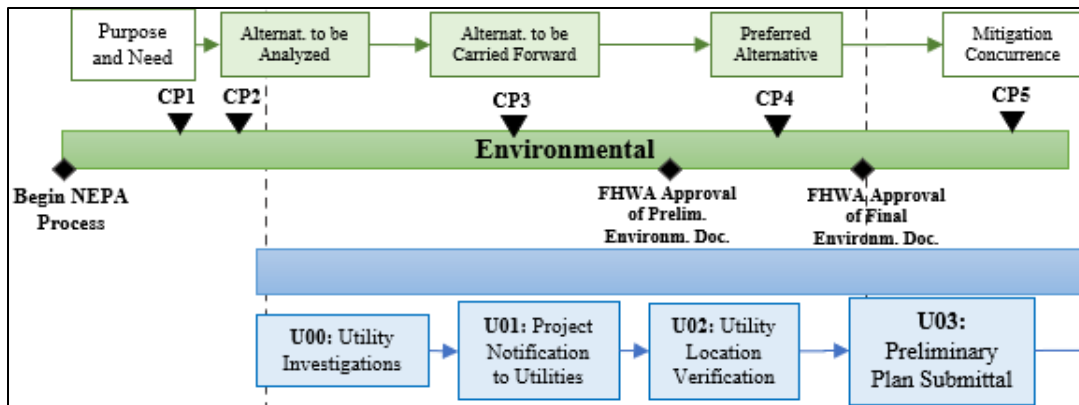 Purpose
and Need
Alternat. to be
Analyzed
Alternat. to be
Carried Forward
Preferred
Alternative
Mitigation
Concurrence
CP1
CP2
CP3
CP4
CP5
Environmental
Begin NEPA
Process
FHWA Approval
of Prelim.
Environm. Doc.
FHWA Approval
of Final
Environm. Doc.
U00: Utility
Investigations
U01: Project
Notification
to Utilities
U02: Utility
Location
Verification
U03:
Preliminary
Plan Submittal